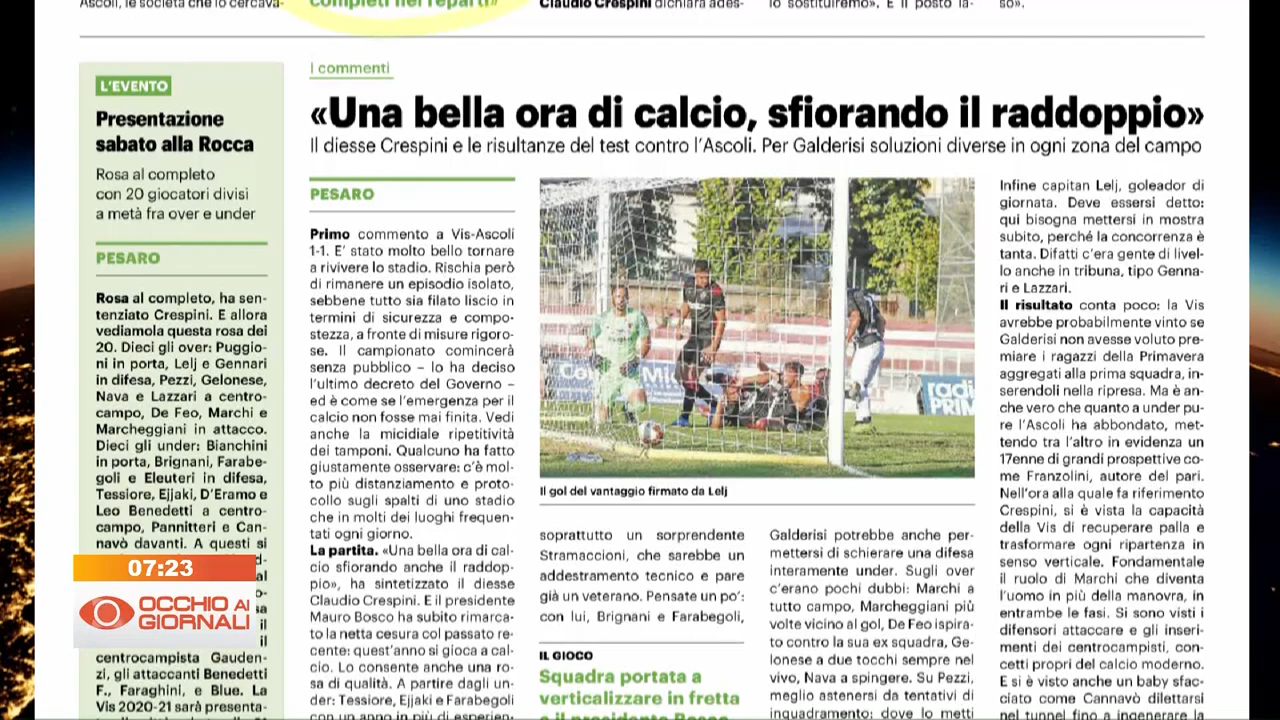 Ascoli, le società che lo cercava-
completi nei reparti»
Claudio Crespini dichiara ades-
lo sostituiremo». E il posto la-
so».
L'EVENTO
Presentazione
sabato alla Rocca
Rosa al completo
con 20 giocatori divisi
a metà fra over e under
PESARO
Rosa al completo, ha sen-
tenziato Crespini. E allora
vediamola questa rosa dei
20. Dieci gli over: Puggio-
ni in porta, Lelj e Gennari
in difesa, Pezzi, Gelonese,
Nava e Lazzari a centro-
campo, De Feo, Marchi e
Marcheggiani in attacco.
Dieci gli under: Bianchini
in porta, Brignani, Farabe-
goli e Eleuteri in difesa,
Tessiore, Ejjaki, D'Eramo e
Leo Benedetti a centro-
campo, Pannitteri e Can-
navò davanti. A questi si
centrocampista Gauden-
zi, gli attaccanti Benedetti
F., Faraghini, e Blue. La
Vis 2020-21 sarà presenta-
07:23
OCCHIO AI
GIORNALI
I commenti
«Una bella ora di calcio, sfiorando il raddoppio»
Il diesse Crespini e le risultanze del test contro l'Ascoli. Per Galderisi soluzioni diverse in ogni zona del campo
PESARO
Primo commento a Vis-Ascoli
1-1. E' stato molto bello tornare
a rivivere lo stadio. Rischia però
di rimanere un episodio isolato,
sebbene tutto sia filato liscio in
termini di sicurezza e compo-
stezza, a fronte di misure rigoro-
se. Il campionato comincerà
senza pubblico – lo ha deciso
l'ultimo decreto del Governo –
ed è come se l'emergenza per il
calcio non fosse mai finita. Vedi
anche la micidiale ripetitività
dei tamponi. Qualcuno ha fatto
giustamente osservare: c'è mol-
to più distanziamento e proto-
collo sugli spalti di uno stadio
che in molti dei luoghi frequen-
tati ogni giorno.
La partita. «Una bella ora di cal-
cio sfiorando anche il raddop-
pio», ha sintetizzato il diesse
Claudio Crespini. E il presidente
Mauro Bosco ha subito rimarca-
to la netta cesura col passato re-
cente: quest'anno si gioca a cal-
cio. Lo consente anche una ro-
sa di qualità. A partire dagli un-
der: Tessiore, Ejjaki e Farabegoli
con un anno in più di esperien-
Il gol del vantaggio firmato da Lelj
soprattutto un sorprendente
Stramaccioni, che sarebbe un
addestramento tecnico e pare
già un veterano. Pensate un po':
con lui, Brignani e Farabegoli,
IL GIOCO
Squadra portata a
verticalizzare in fretta
e il presidente Bosco
Galderisi potrebbe anche per-
mettersi di schierare una difesa
interamente under. Sugli over
c'erano pochi dubbi: Marchi a
tutto campo, Marcheggiani più
volte vicino al gol, De Feo ispira-
to contro la sua ex squadra, Ge-
lonese a due tocchi sempre nel
vivo, Nava a spingere. Su Pezzi,
meglio astenersi da tentativi di
inquadramento: dove lo metti
Infine capitan Lelj, goleador di
giornata. Deve essersi detto:
qui bisogna mettersi in mostra
subito, perché la concorrenza è
tanta. Difatti c'era gente di livel-
lo anche in tribuna, tipo Genna-
ri e Lazzari.
Il risultato conta poco: la Vis
avrebbe probabilmente vinto se
Galderisi non avesse voluto pre-
miare i ragazzi della Primavera
aggregati alla prima squadra, in-
serendoli nella ripresa. Ma è an-
che vero che quanto a under pu-
re l'Ascoli ha abbondato, met-
tendo tra l'altro in evidenza un
17enne di grandi prospettive co-
me Franzolini, autore del pari.
Nell'ora alla quale fa riferimento
Crespini, si è vista la capacità
della Vis di recuperare palla e
trasformare ogni ripartenza in
senso verticale. Fondamentale
il ruolo di Marchi che diventa
l'uomo in più della manovra, in
entrambe le fasi. Si sono visti i
difensori attaccare e gli inseri-
menti dei centrocampisti, con-
cetti propri del calcio moderno.
E si è visto anche un baby sfac-
ciato come Cannavò dilettarsi
nel tunnel fino a ingenerare la